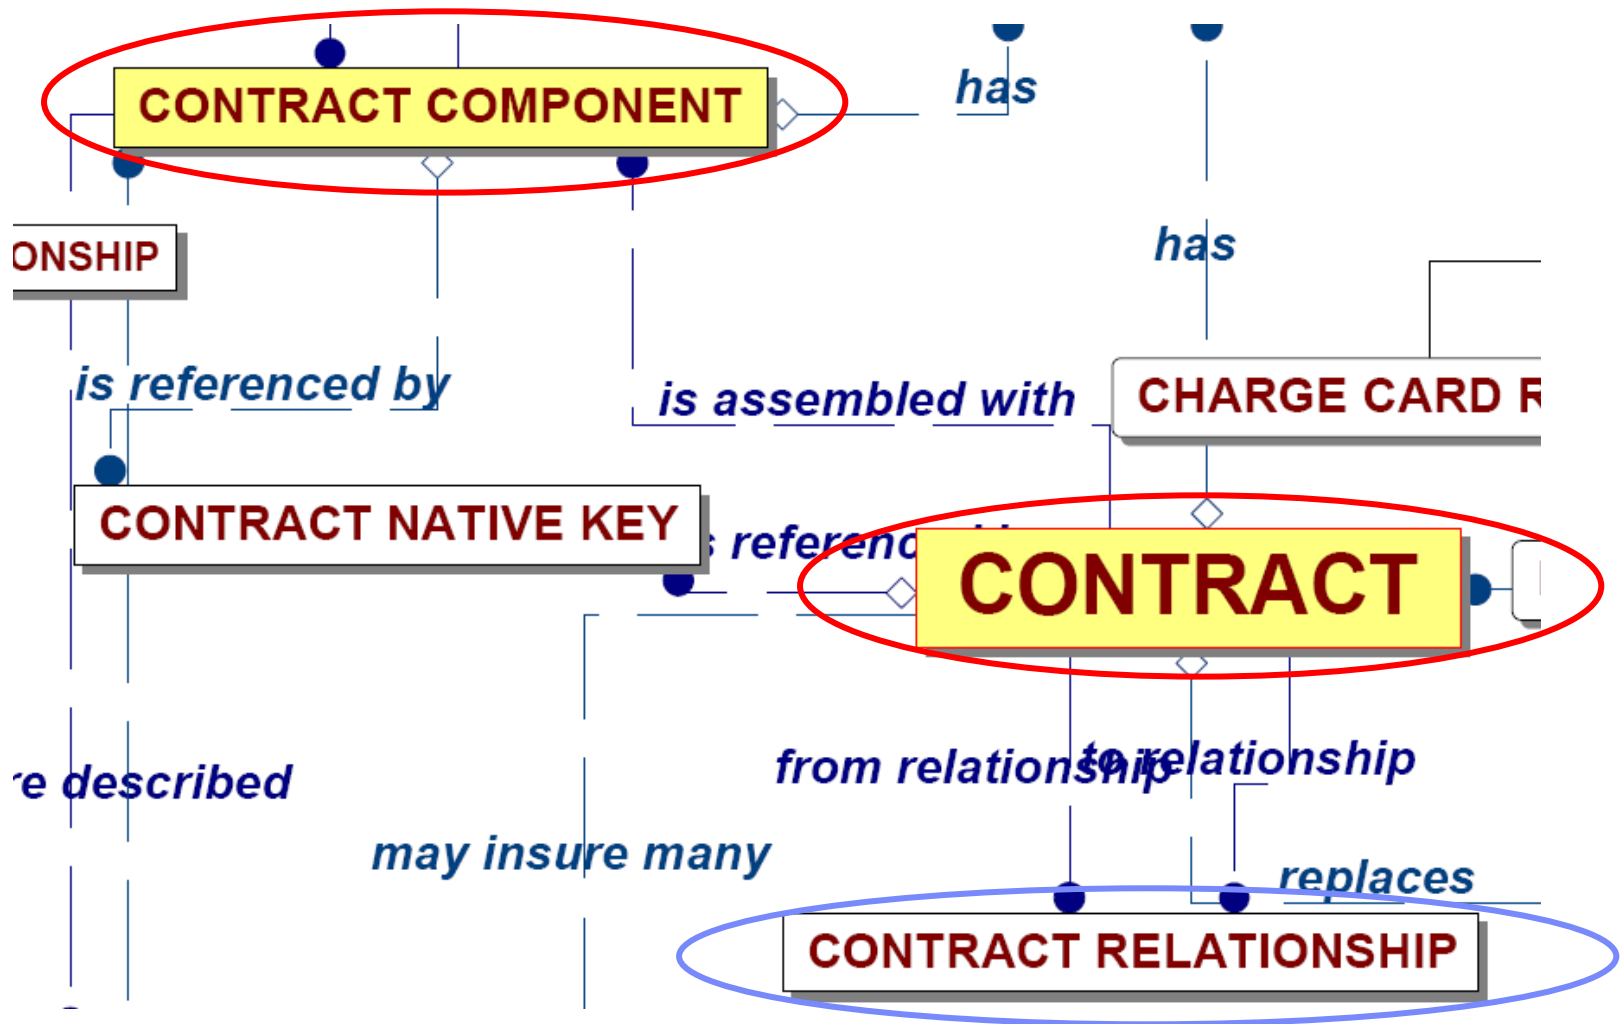 CONTRACT COMPONENT
has
has
ONSHIP
is referenced by
is assembled with
CHARGE CARD R
CONTRACT NATIVE KEY
CONTRACT
from relationship
to relationship
re described
may insure many
replaces
CONTRACT RELATIONSHIP